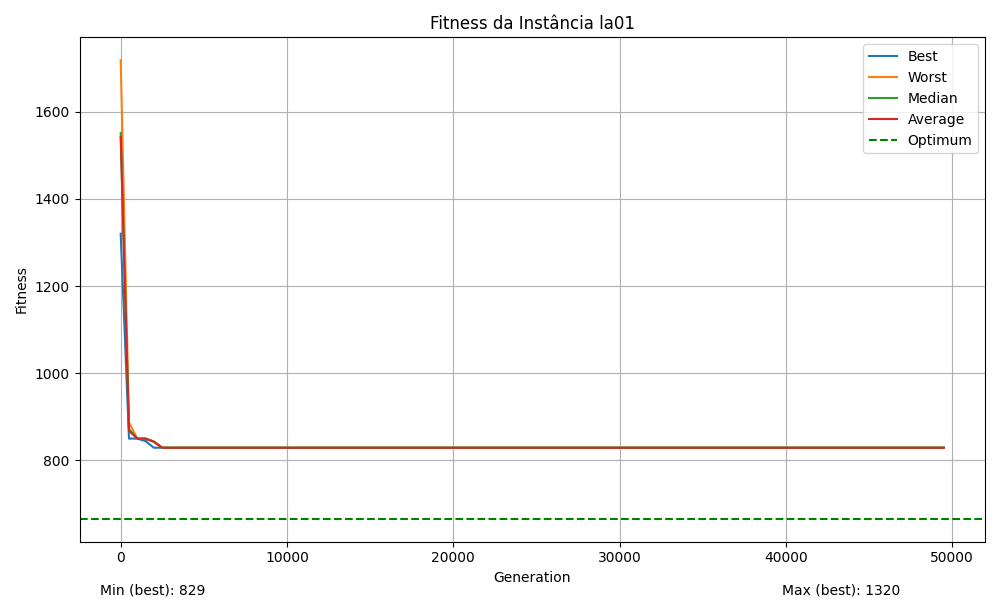 Fitness da Instância la01
Best
Worst
Median
Average
Optimum
Fitness
1600
1400
1200
1000
800
0 10000 20000 30000 40000 50000
Generation
Min (best): 829 Max (best): 1320